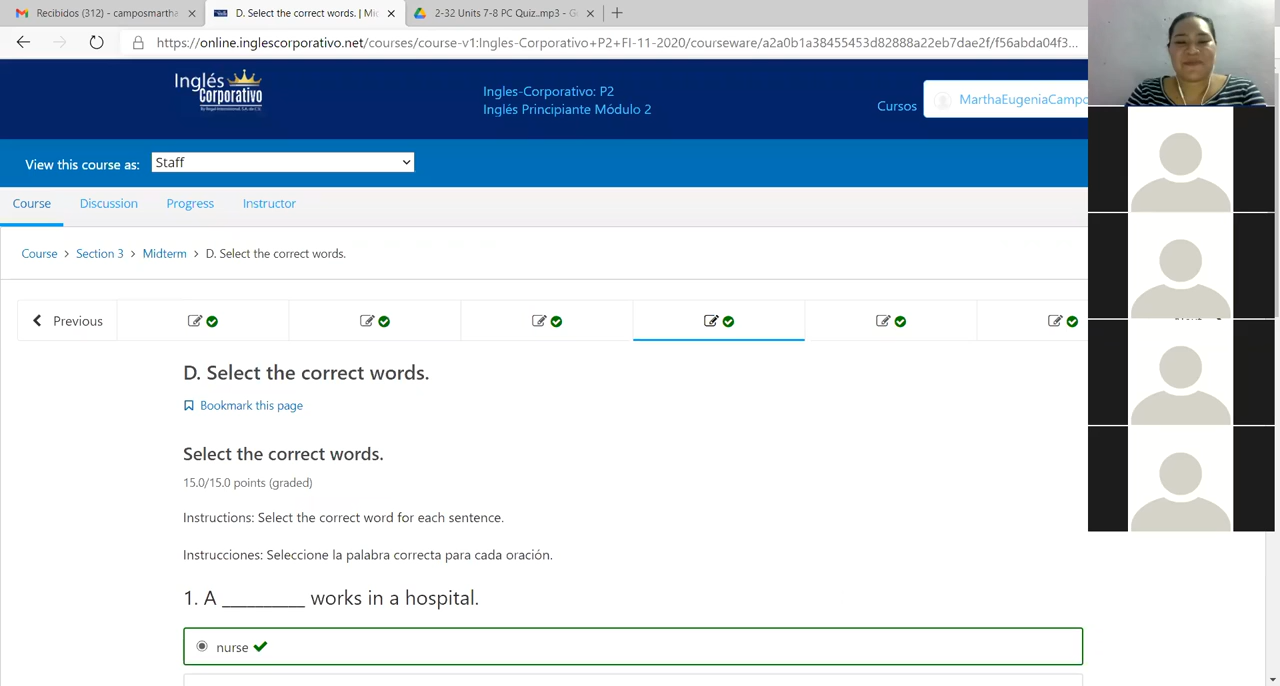 Recibidos (312) - camposmartha
D. Select the correct words. | Mi
2-32 Units 7-8 PC Quiz..mp3 - G
https://online.inglescorporativo.net/courses/course-v1:Ingles-Corporativo+P2+FI-11-2020/courseware/a2a0b1a38455453d82888a22eb7dae2f/f56abda04f3...
Inglés
Corporativo
Ingles-Corporativo: P2
Inglés Principiante Módulo 2
Cursos
MarthaEugeniaCampo
View this course as:
Staff
Course
Discussion
Progress
Instructor
Course > Section 3 > Midterm > D. Select the correct words.
Previous
D. Select the correct words.
Bookmark this page
Select the correct words.
15.0/15.0 points (graded)
Instructions: Select the correct word for each sentence.
Instrucciones: Seleccione la palabra correcta para cada oración.
1. A __________ works in a hospital.
nurse